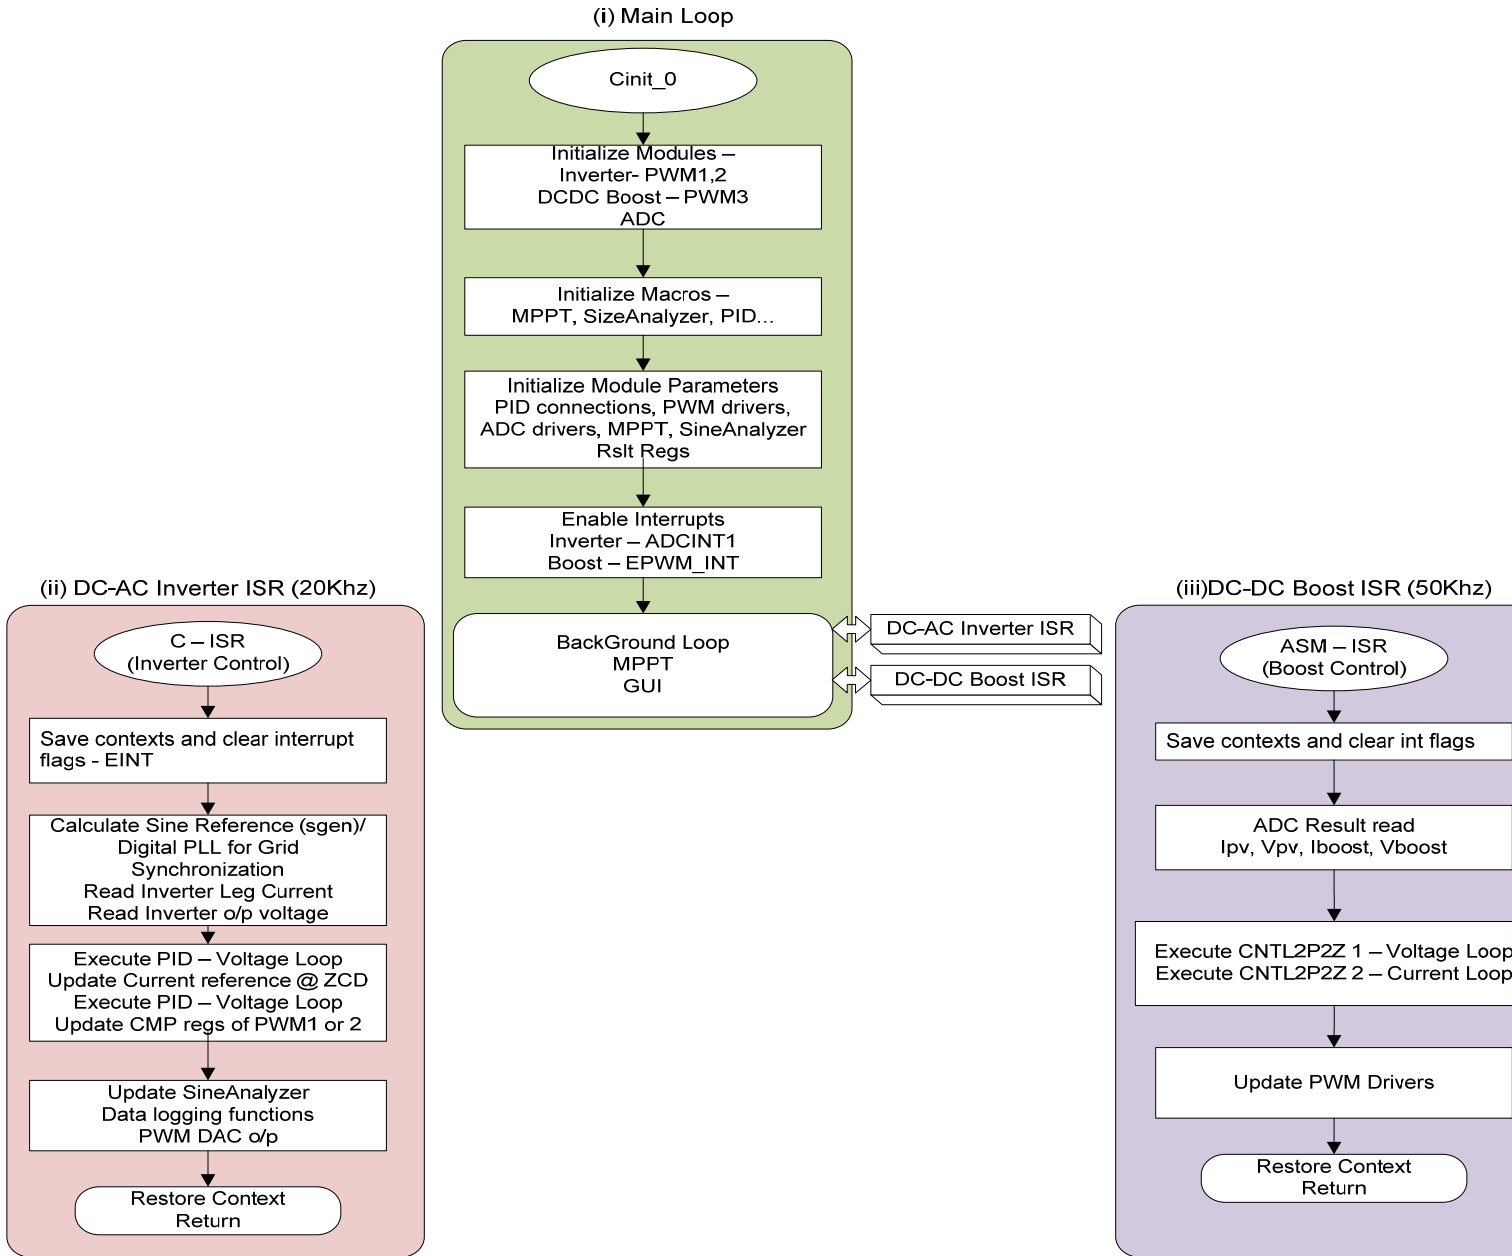 (i) Main Loop
Cinit_0
Initialize Modules –
Inverter- PWM1,2
DCDC Boost – PWM3
ADC
Initialize Macros –
MPPT, SizeAnalyzer, PID...
Initialize Module Parameters
PID connections, PWM drivers,
ADC drivers, MPPT, SineAnalyzer
Rslt Regs
Enable Interrupts
Inverter – ADCINT1
Boost – EPWM_INT
BackGround Loop
MPPT
GUI
DC-AC Inverter ISR
DC-DC Boost ISR
(ii) DC-AC Inverter ISR (20Khz)
C – ISR
(Inverter Control)
Save contexts and clear interrupt
flags - EINT
Calculate Sine Reference (sgen)/
Digital PLL for Grid
Synchronization
Read Inverter Leg Current
Read Inverter o/p voltage
Execute PID – Voltage Loop
Update Current reference @ ZCD
Execute PID – Voltage Loop
Update CMP regs of PWM1 or 2
Update SineAnalyzer
Data logging functions
PWM DAC o/p
Restore Context
Return
(iii)DC-DC Boost ISR (50Khz)
ASM – ISR
(Boost Control)
Save contexts and clear int flags
ADC Result read
Ipv, Vpv, Iboost, Vboost
Execute CNTL2P2Z 1 – Voltage Loop
Execute CNTL2P2Z 2 – Current Loop
Update PWM Drivers
Restore Context
Return